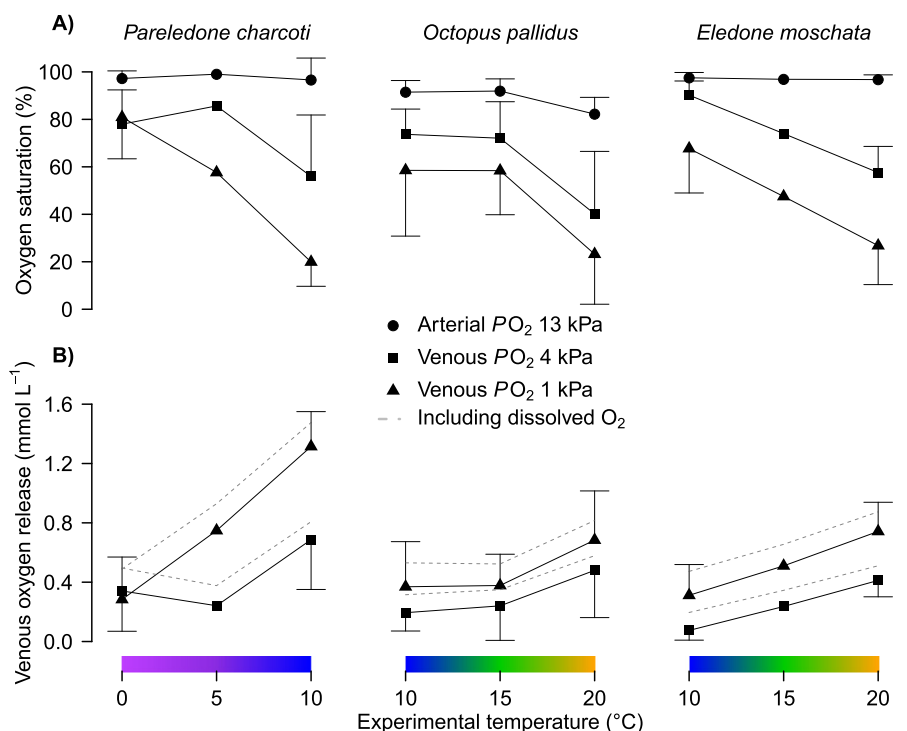 A)
Pareledone charcoti
Octopus pallidus
Eledone moschata
Oxygen saturation (%)
100
80
60
40
20
0
Arterial PO₂ 13 kPa
Venous PO₂ 4 kPa
Venous PO₂ 1 kPa
Including dissolved O₂
B)
Venous oxygen release (mmol L⁻¹)
1.6
1.2
0.8
0.4
0.0
0 5 10 10 15 20 10 15 20
Experimental temperature (°C)